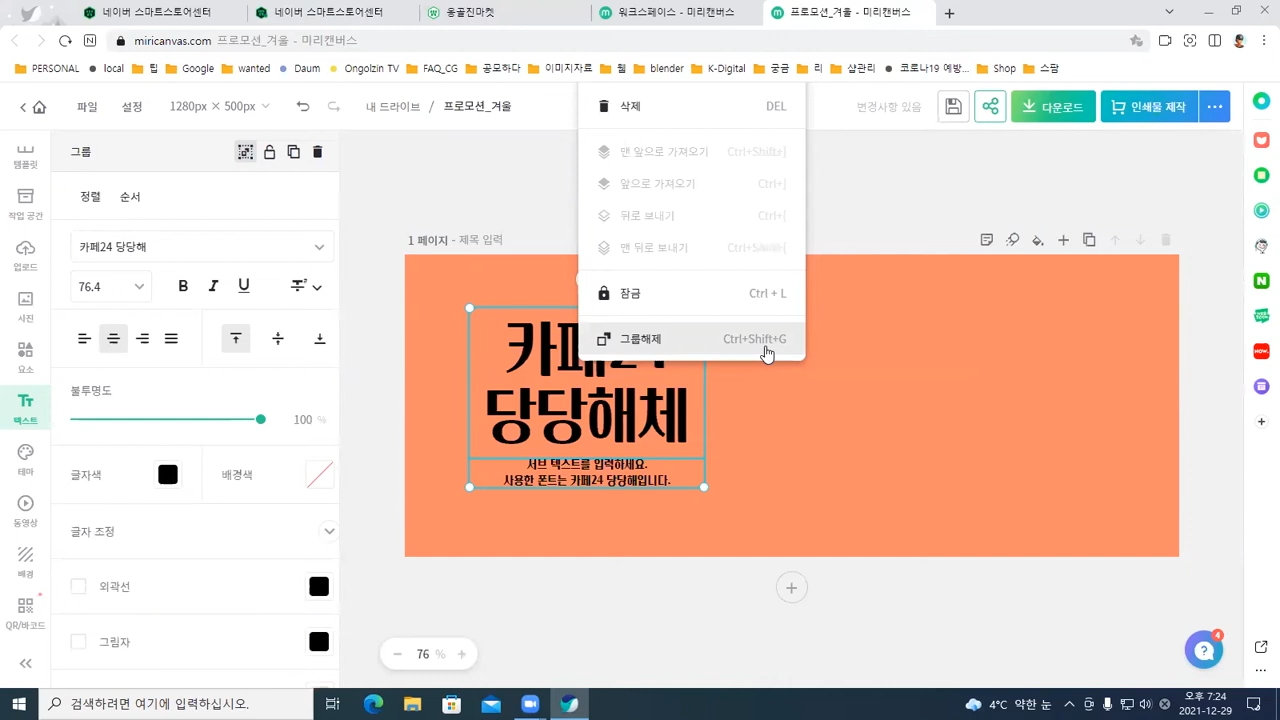 네이버 스마트스토어센터
네이버 스마트스토어센터
옹골진마켓
워크스페이스 - 미리캔버스
프로모션_겨울 - 미리캔버스
miricanvas.com 프로모션_겨울 - 미리캔버스
PERSONAL
local
팁
Google
wanted
Daum
Ongolzin TV
FAQ_CG
공모하다
이미지자료
웹
blender
K-Digital
궁금
리
샵관리
코로나19 예방...
Shop
스팜
파일
설정
1280px × 500px
내 드라이브 / 프로모션_겨울
변경사항 있음
다운로드
인쇄물 제작
템플릿
작업 공간
업로드
사진
요소
텍스트
테마
동영상
배경
QR/바코드
그룹
정렬
순서
카페24 당당해
76.4
B
I
U
불투명도
100 %
글자색
배경색
글자 조정
외곽선
그림자
삭제 DEL
맨 앞으로 가져오기 Ctrl+Shift+]
앞으로 가져오기 Ctrl+]
뒤로 보내기 Ctrl+[
맨 뒤로 보내기 Ctrl+Shift+[
잠금 Ctrl + L
그룹해제 Ctrl+Shift+G
1 페이지 - 제목 입력
카페24
당당해체
서브 텍스트를 입력하세요.
사용한 폰트는 카페24 당당해입니다.
76 %
4
NOW.
검색하려면 여기에 입력하십시오.
4°C 약한 눈
오후 7:24
2021-12-29